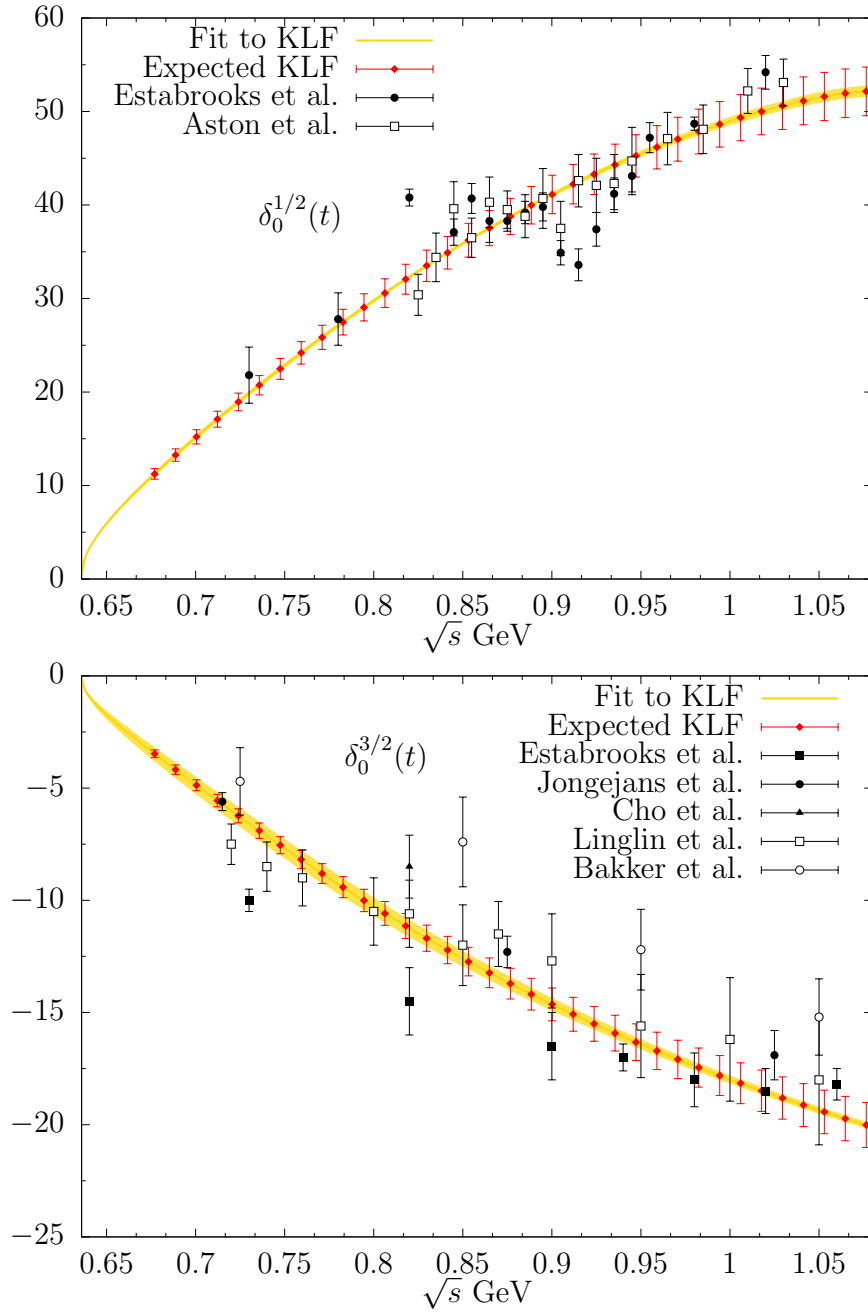 60
50
40
30
20
10
0
Fit to KLF
Expected KLF
Estabrooks et al.
Aston et al.
δ_0^{1/2}(t)
0.65 0.7 0.75 0.8 0.85 0.9 0.95 1 1.05
√s GeV
0
−5
−10
−15
−20
−25
Fit to KLF
Expected KLF
Estabrooks et al.
Jongejans et al.
Cho et al.
Linglin et al.
Bakker et al.
δ_0^{3/2}(t)
0.65 0.7 0.75 0.8 0.85 0.9 0.95 1 1.05
√s GeV